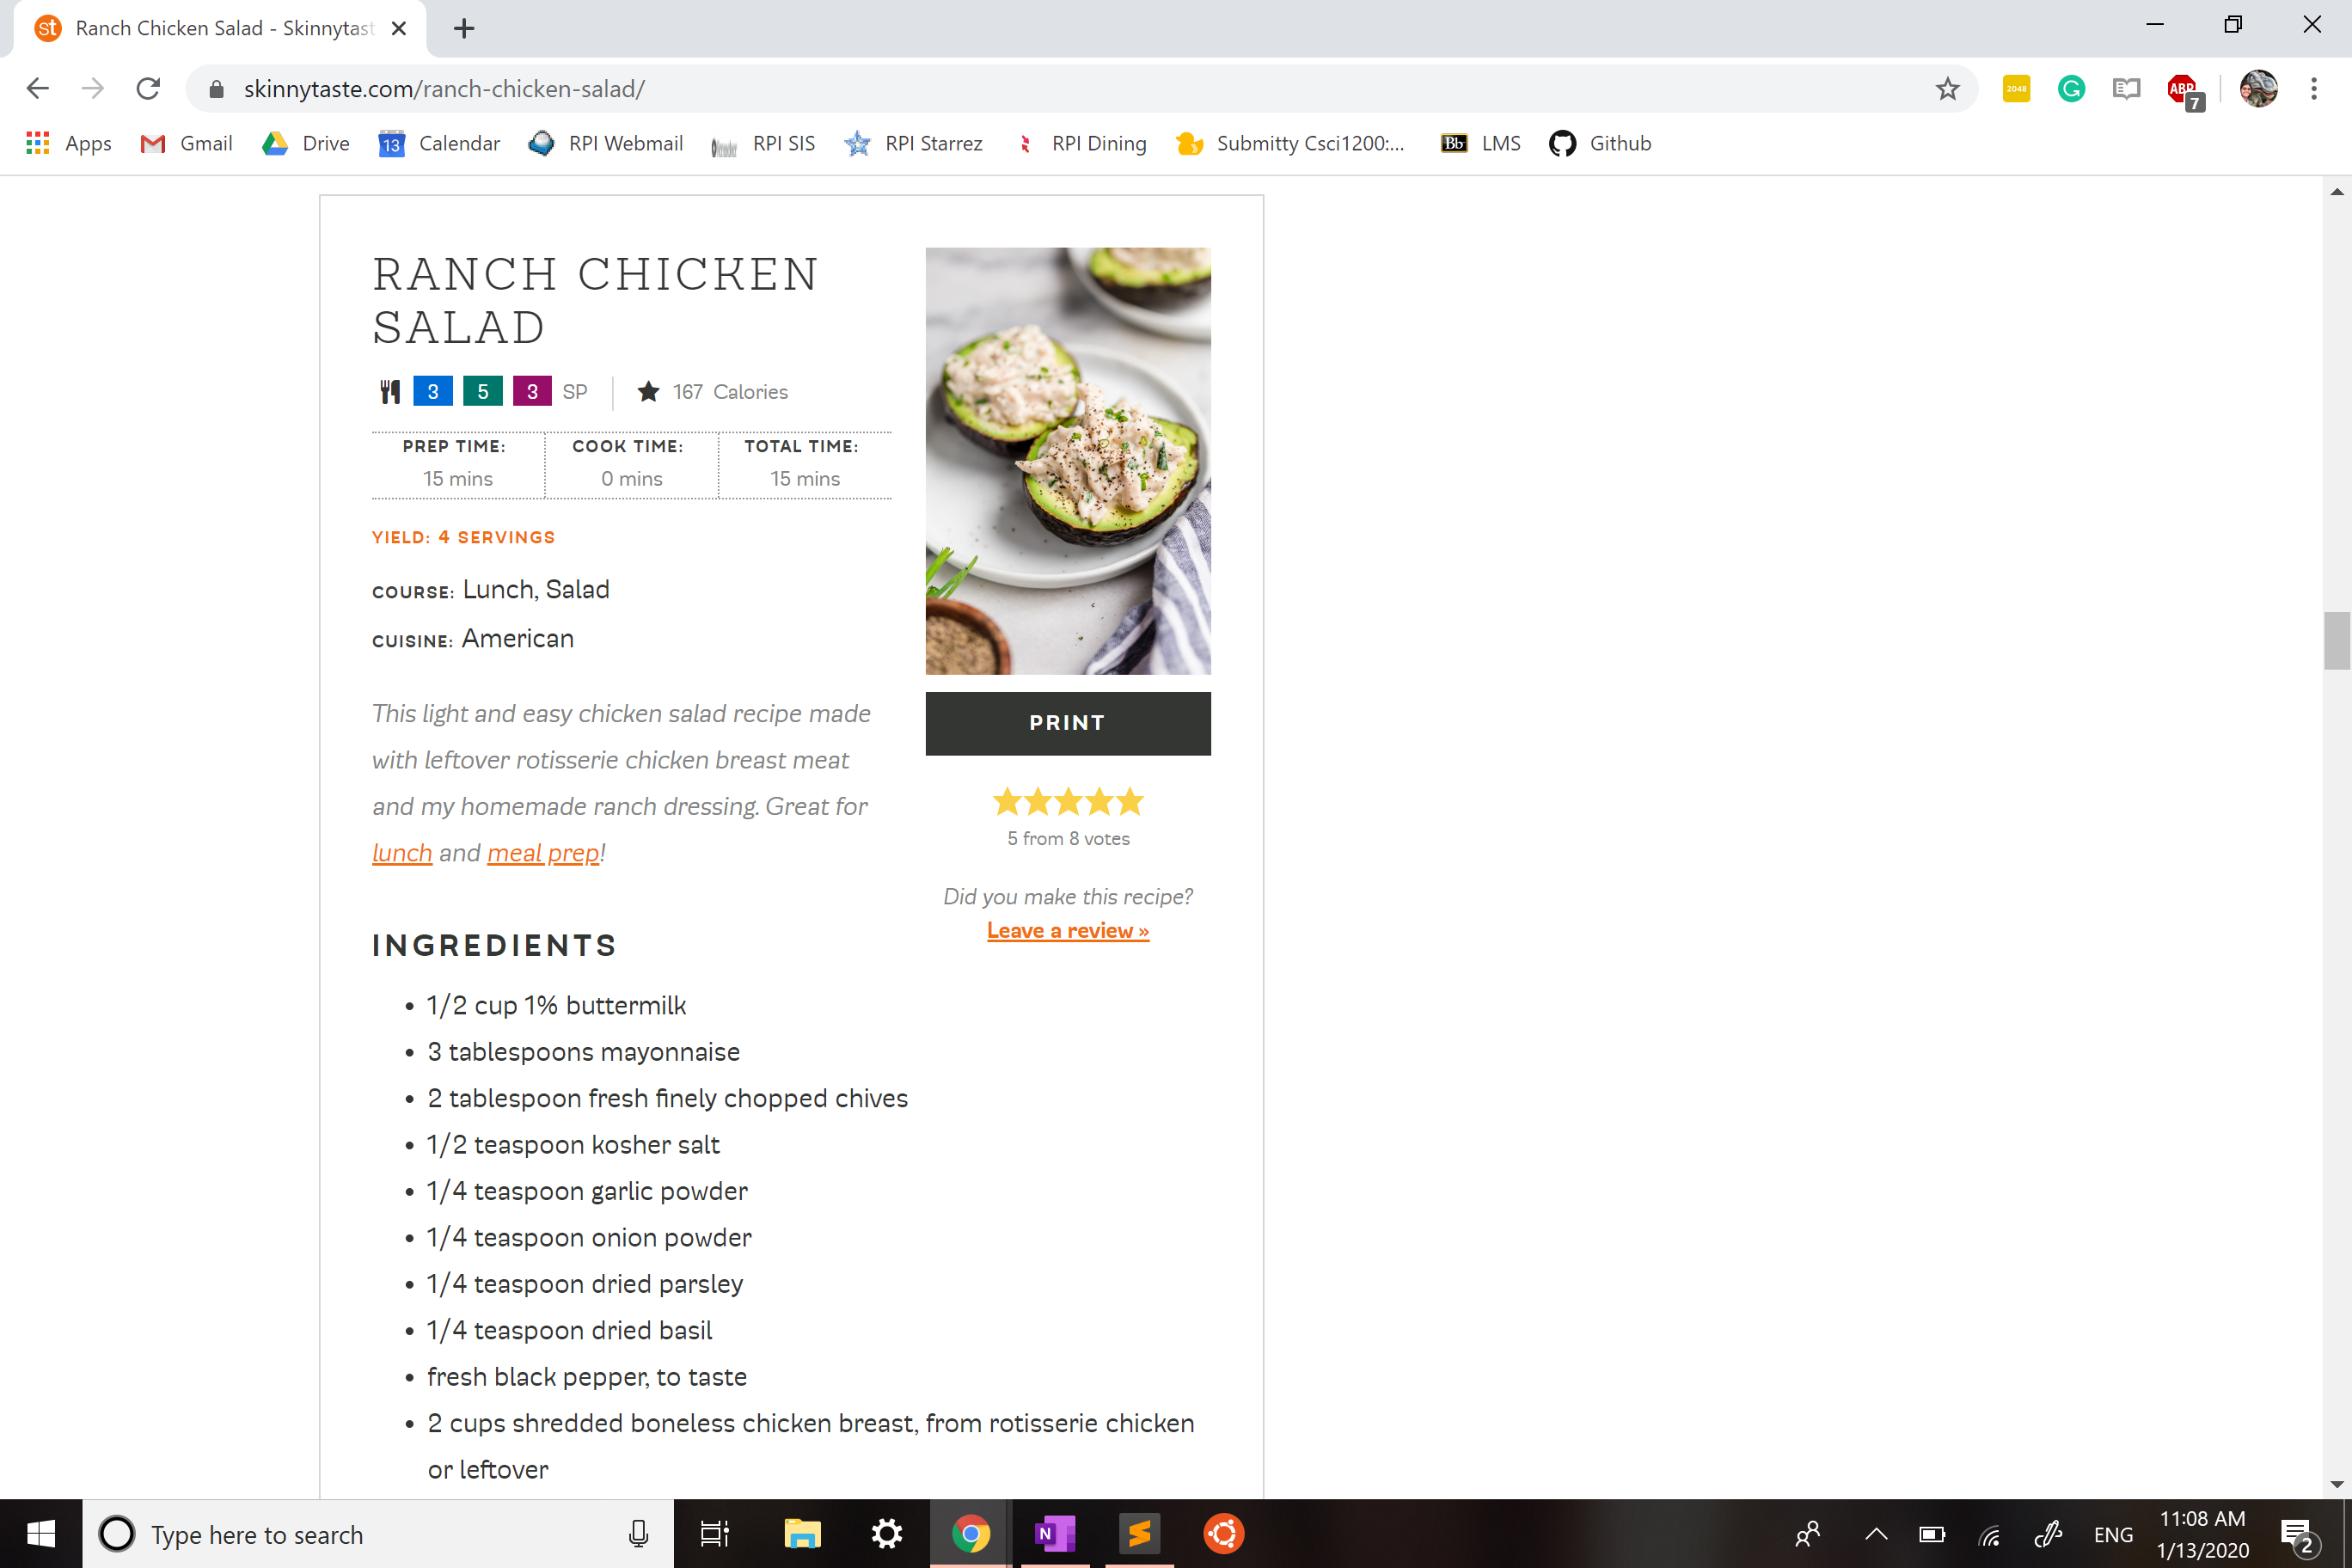 st Ranch Chicken Salad - Skinnytast
skinnytaste.com/ranch-chicken-salad/
2048
ABP
7
Apps Gmail Drive 13 Calendar RPI Webmail RPI SIS RPI Starrez RPI Dining Submitty Csci1200:... Bb LMS Github
RANCH CHICKEN
SALAD
3 5 3 SP 167 Calories
PREP TIME: COOK TIME: TOTAL TIME:
15 mins 0 mins 15 mins
YIELD: 4 SERVINGS
COURSE: Lunch, Salad
CUISINE: American
This light and easy chicken salad recipe made
with leftover rotisserie chicken breast meat
and my homemade ranch dressing. Great for
lunch and meal prep!
PRINT
5 from 8 votes
Did you make this recipe?
Leave a review »
INGREDIENTS
• 1/2 cup 1% buttermilk
• 3 tablespoons mayonnaise
• 2 tablespoon fresh finely chopped chives
• 1/2 teaspoon kosher salt
• 1/4 teaspoon garlic powder
• 1/4 teaspoon onion powder
• 1/4 teaspoon dried parsley
• 1/4 teaspoon dried basil
• fresh black pepper, to taste
• 2 cups shredded boneless chicken breast, from rotisserie chicken
or leftover
Type here to search
N
ENG
11:08 AM
1/13/2020
2